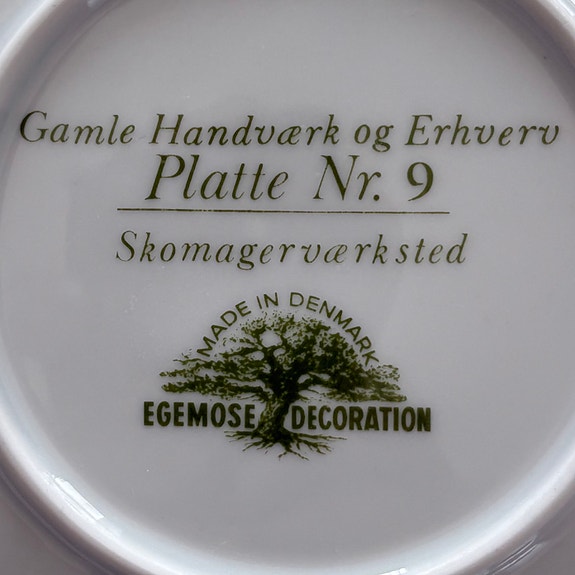 Gamle Handværk og Erhverv
Platte Nr. 9
Skomagerværksted
MADE IN DENMARK
EGEMOSE DECORATION